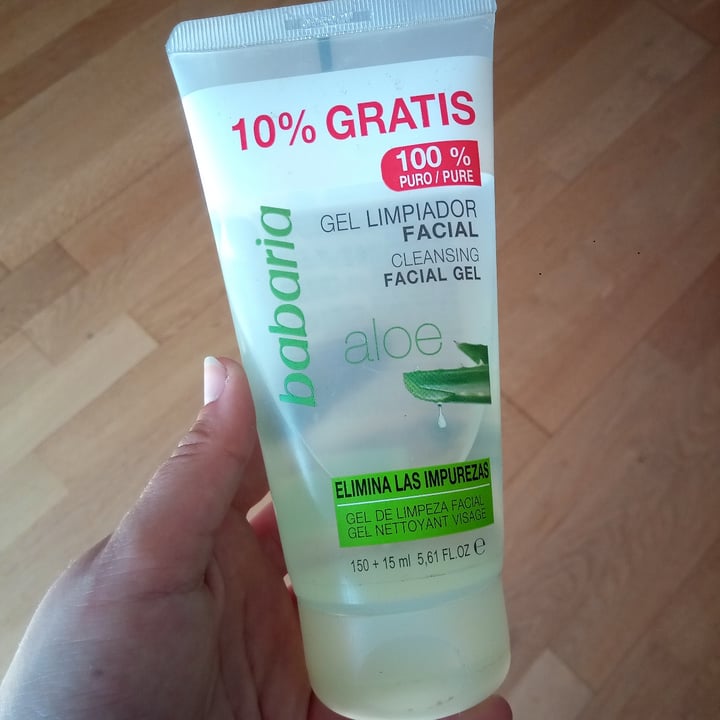 10% GRATIS
100 %
PURO / PURE
GEL LIMPIADOR
FACIAL
CLEANSING
FACIAL GEL
babaria
aloe
ELIMINA LAS IMPUREZAS
GEL DE LIMPEZA FACIAL
GEL NETTOYANT VISAGE
150 + 15 ml 5,61 FL.OZ ℮